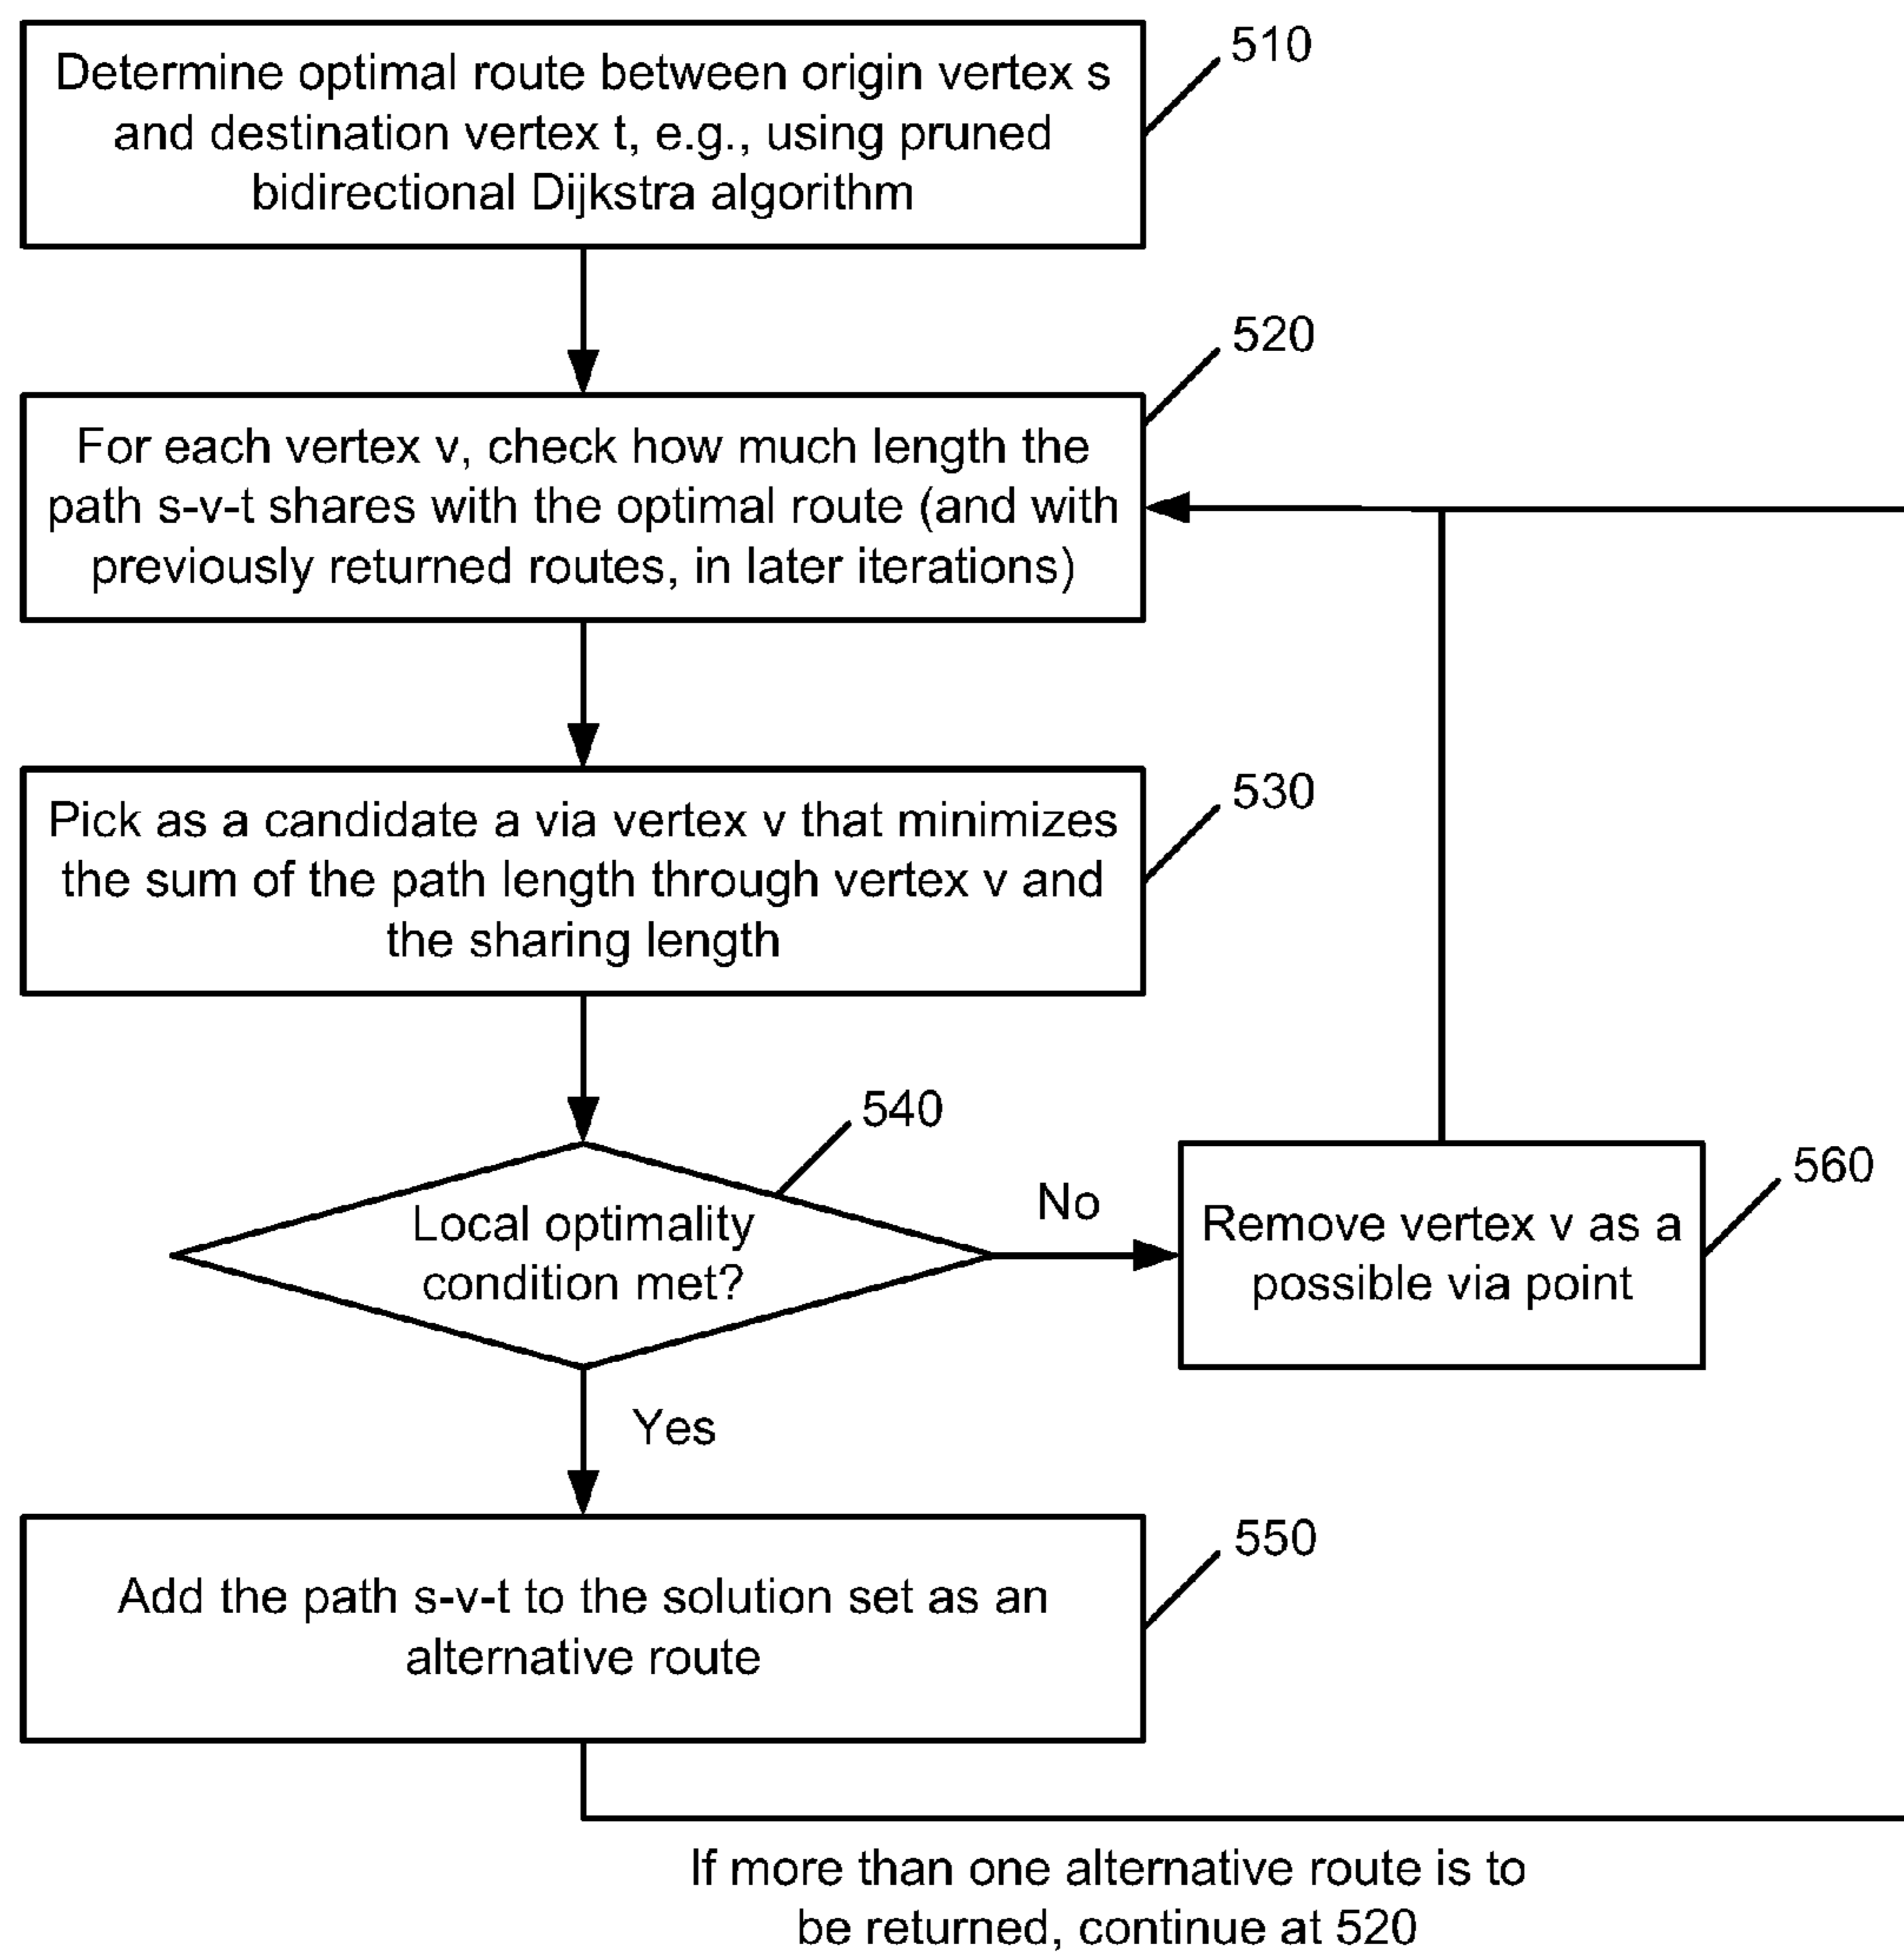 510
Determine optimal route between origin vertex s
and destination vertex t, e.g., using pruned
bidirectional Dijkstra algorithm
520
For each vertex v, check how much length the
path s-v-t shares with the optimal route (and with
previously returned routes, in later iterations)
530
Pick as a candidate a via vertex v that minimizes
the sum of the path length through vertex v and
the sharing length
540
Local optimality
condition met?
No
560
Remove vertex v as a
possible via point
Yes
550
Add the path s-v-t to the solution set as an
alternative route
If more than one alternative route is to
be returned, continue at 520